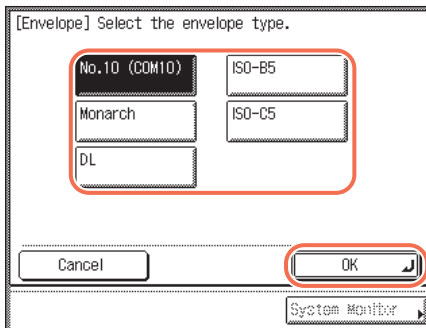 [Envelope] Select the envelope type.
No.10 (COM10) ISO-B5
Monarch ISO-C5
DL
Cancel OK
System Monitor